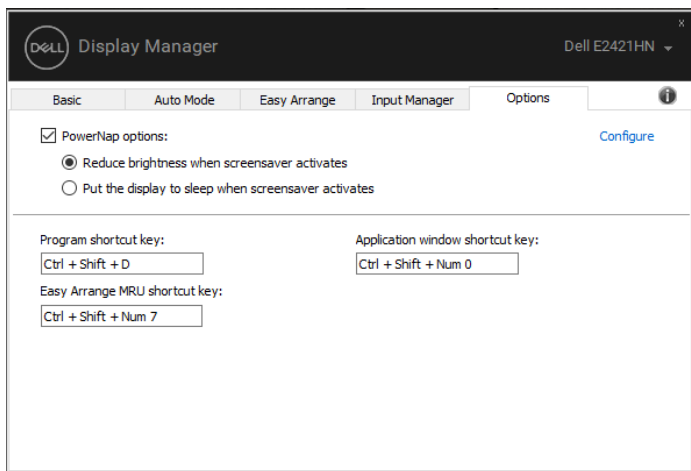 x
DELL
Display Manager
Dell E2421HN
Basic
Auto Mode
Easy Arrange
Input Manager
Options
i
PowerNap options:
Configure
Reduce brightness when screensaver activates
Put the display to sleep when screensaver activates
Program shortcut key:
Application window shortcut key:
Ctrl + Shift + D
Ctrl + Shift + Num 0
Easy Arrange MRU shortcut key:
Ctrl + Shift + Num 7